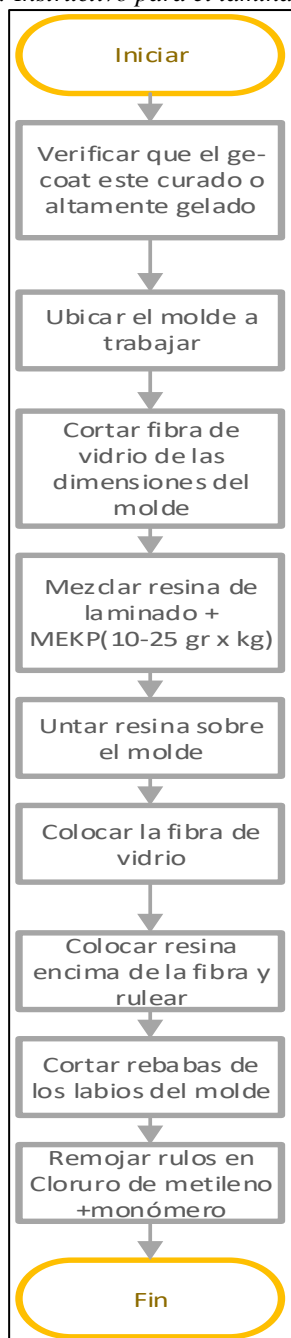 Instructivo para el
Iniciar
Verificar que el ge-
coat este curado o
altamente gelado
Ubicar el molde a
trabajar
Cortar fibra de
vidrio de las
dimensiones del
molde
Mezclar resina de
laminado +
MEKP(10-25 gr x kg)
Untar resina sobre
el molde
Colocar la fibra de
vidrio
Colocar resina
encima de la fibra y
rulear
Cortar rebabas de
los labios del molde
Remojar rulos en
Cloruro de metileno
+monómero
Fin